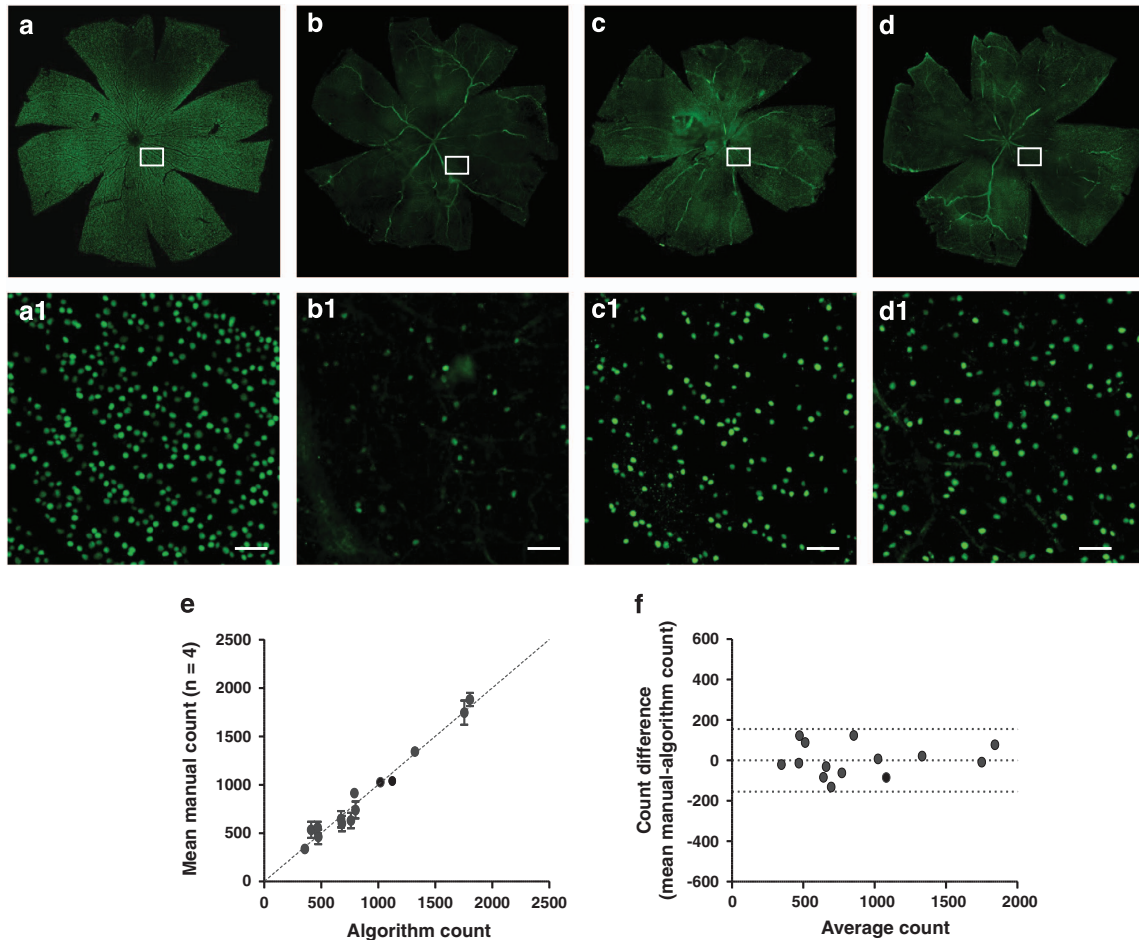 a
b
c
d
a1
b1
c1
d1
e
f
2500
2000
1500
1000
500
0
Mean manual count (n = 4)
0 500 1000 1500 2000 2500
Algorithm count
600
400
200
0
-200
-400
-600
Count difference
(mean manual-algorithm count)
0 500 1000 1500 2000
Average count